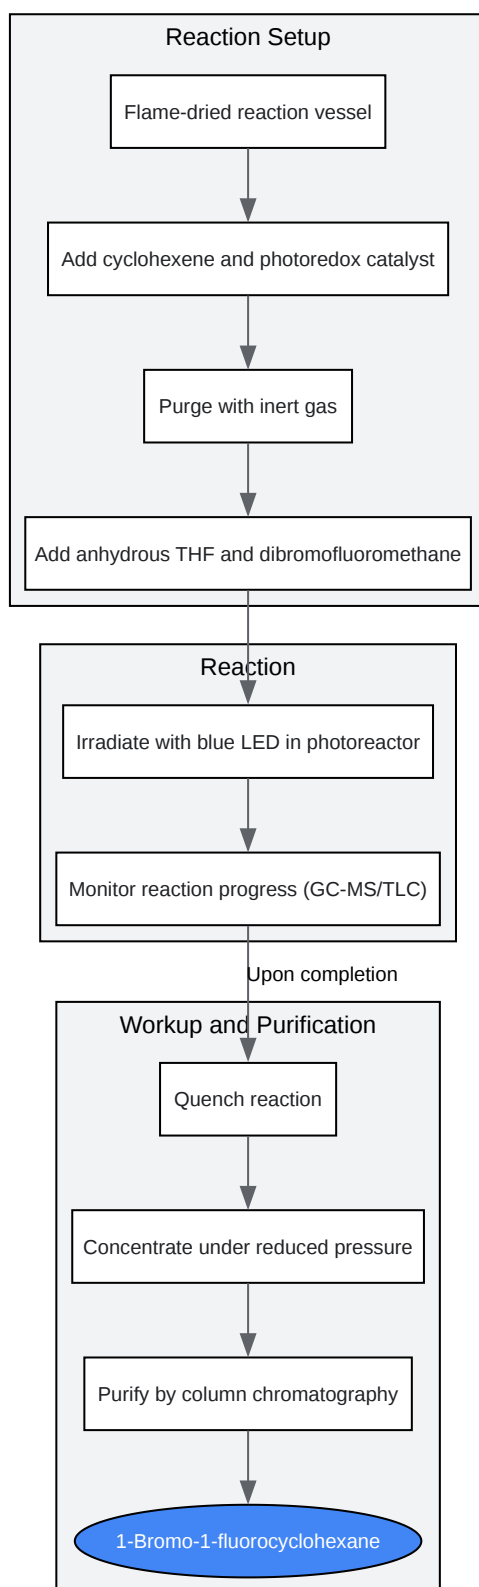 Reaction Setup
Flame-dried reaction vessel
Add cyclohexene and photoredox catalyst
Purge with inert gas
Add anhydrous THF and dibromofluoromethane
Reaction
Irradiate with blue LED in photoreactor
Monitor reaction progress (GC-MS/TLC)
Upon completion
Workup and Purification
Quench reaction
Concentrate under reduced pressure
Purify by column chromatography
1-Bromo-1-fluorocyclohexane